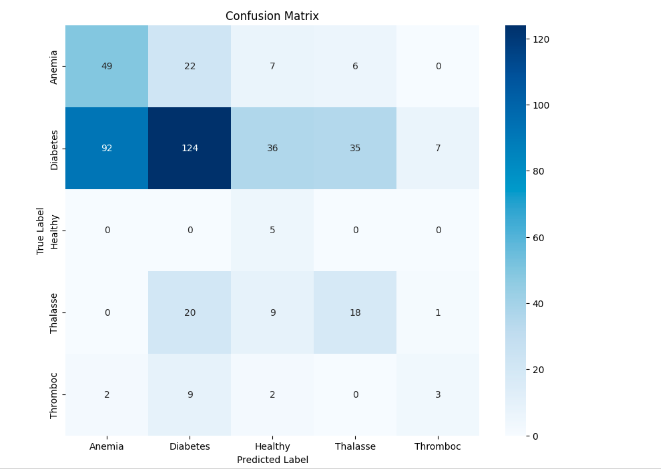 Confusion Matrix
Anemia 49 22 7 6 0
Diabetes 92 124 36 35 7
Healthy 0 0 5 0 0
Thalasse 0 20 9 18 1
Thromboc 2 9 2 0 3
True Label
Anemia Diabetes Healthy Thalasse Thromboc
Predicted Label
120
100
80
60
40
20
0